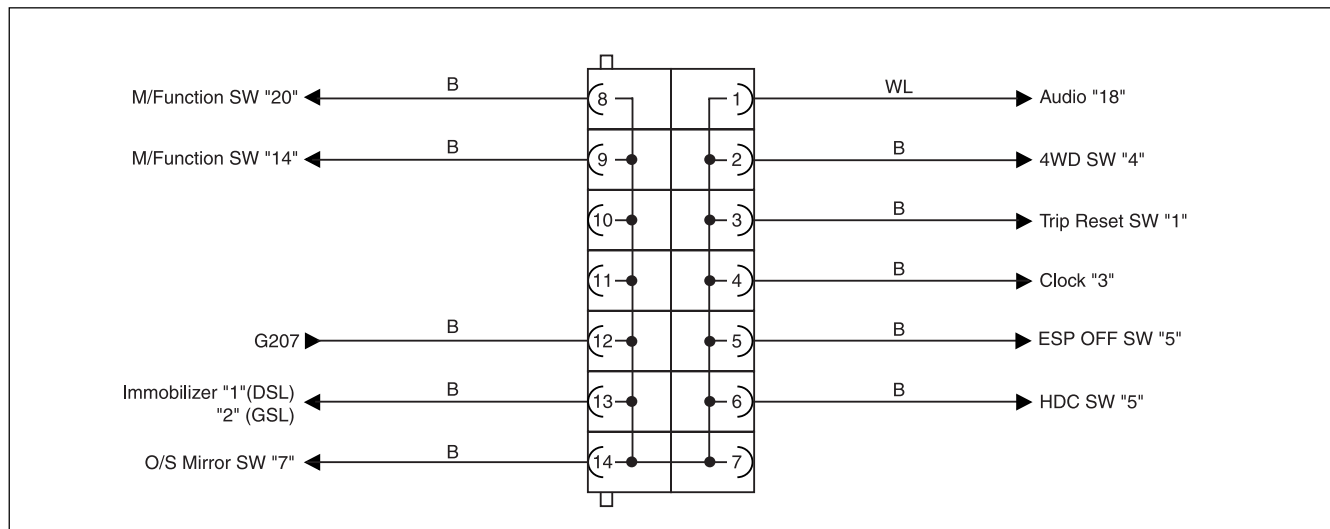 M/Function SW "20" B 8 1 WL Audio "18"
M/Function SW "14" B 9 2 B 4WD SW "4"
10 3 B Trip Reset SW "1"
11 4 B Clock "3"
G207 B 12 5 B ESP OFF SW "5"
Immobilizer "1"(DSL) B 13 6 B HDC SW "5"
"2" (GSL)
O/S Mirror SW "7" B 14 7